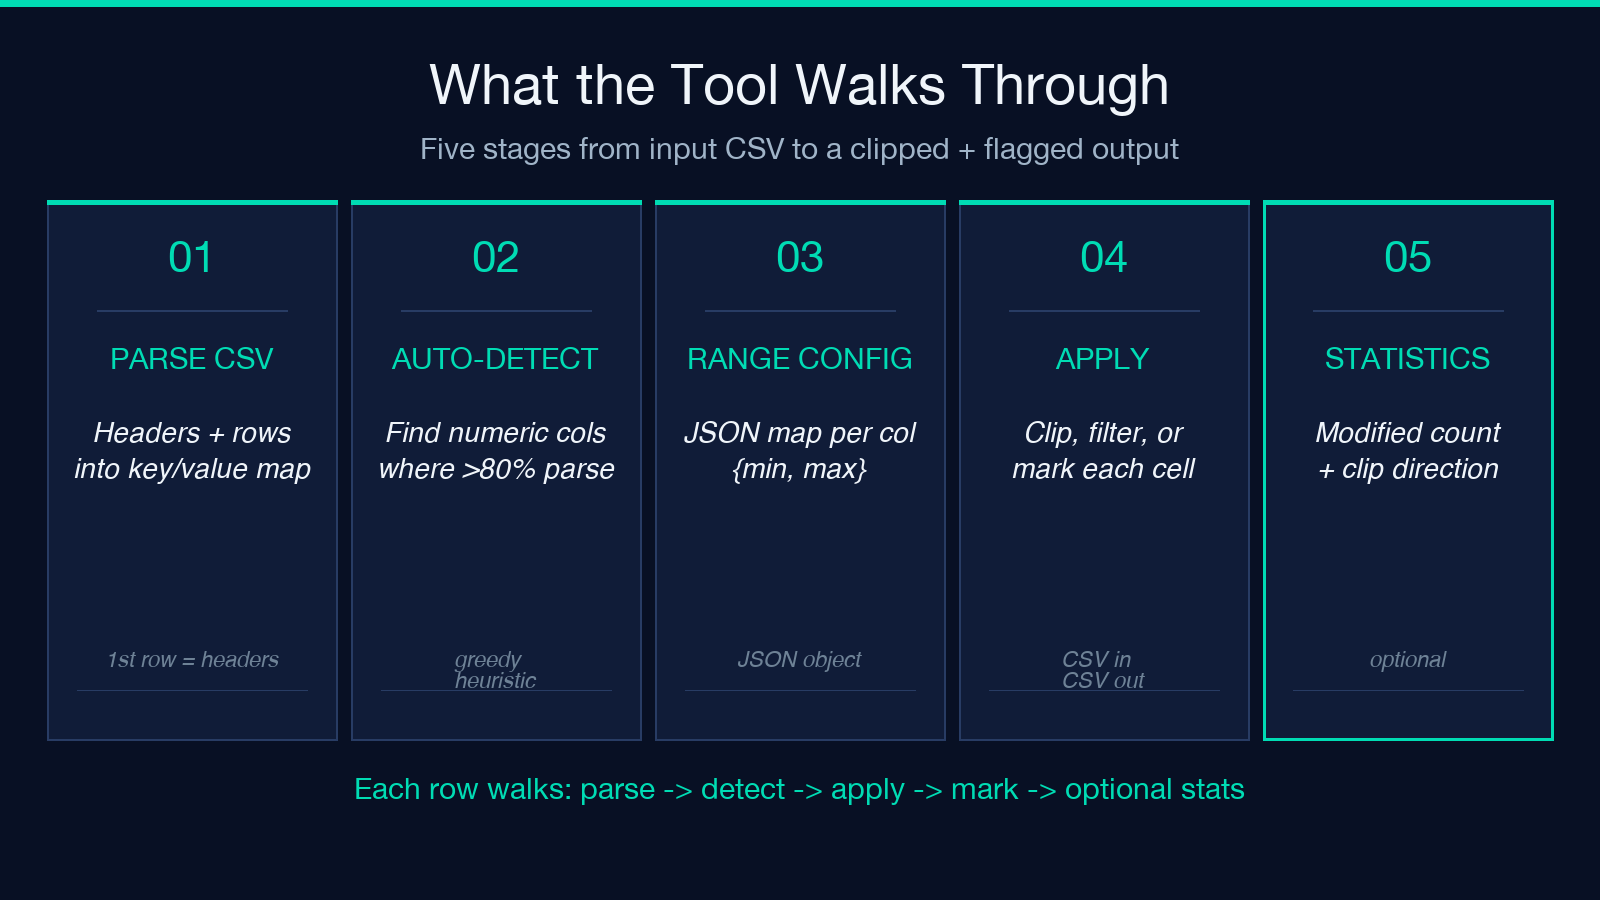 What the Tool Walks Through
Five stages from input CSV to a clipped + flagged output
01
PARSE CSV
Headers + rows
into key/value map
1st row = headers
02
AUTO-DETECT
Find numeric cols
where >80% parse
greedy
heuristic
03
RANGE CONFIG
JSON map per col
{min, max}
JSON object
04
APPLY
Clip, filter, or
mark each cell
CSV in
CSV out
05
STATISTICS
Modified count
+ clip direction
optional
Each row walks: parse -> detect -> apply -> mark -> optional stats